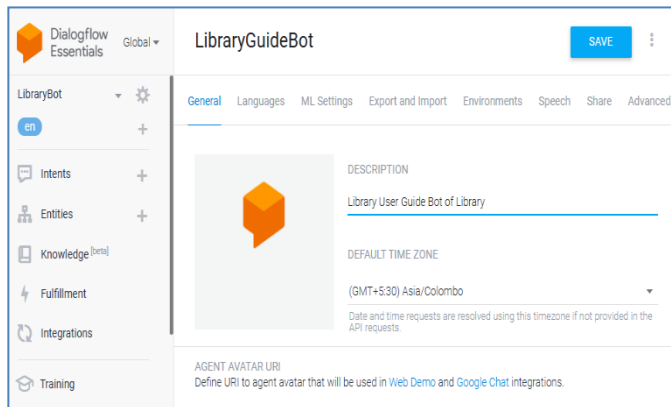 Dialogflow
Essentials
Global
LibraryGuideBot
SAVE
LibraryBot
en
General
Languages
ML Settings
Export and Import
Environments
Speech
Share
Advanced
Intents
Entities
Knowledge [beta]
Fulfillment
Integrations
Training
DESCRIPTION
Library User Guide Bot of Library
DEFAULT TIME ZONE
(GMT+5:30) Asia/Colombo
Date and time requests are resolved using this timezone if not provided in the
API requests.
AGENT AVATAR URI
Define URI to agent avatar that will be used in Web Demo and Google Chat integrations.